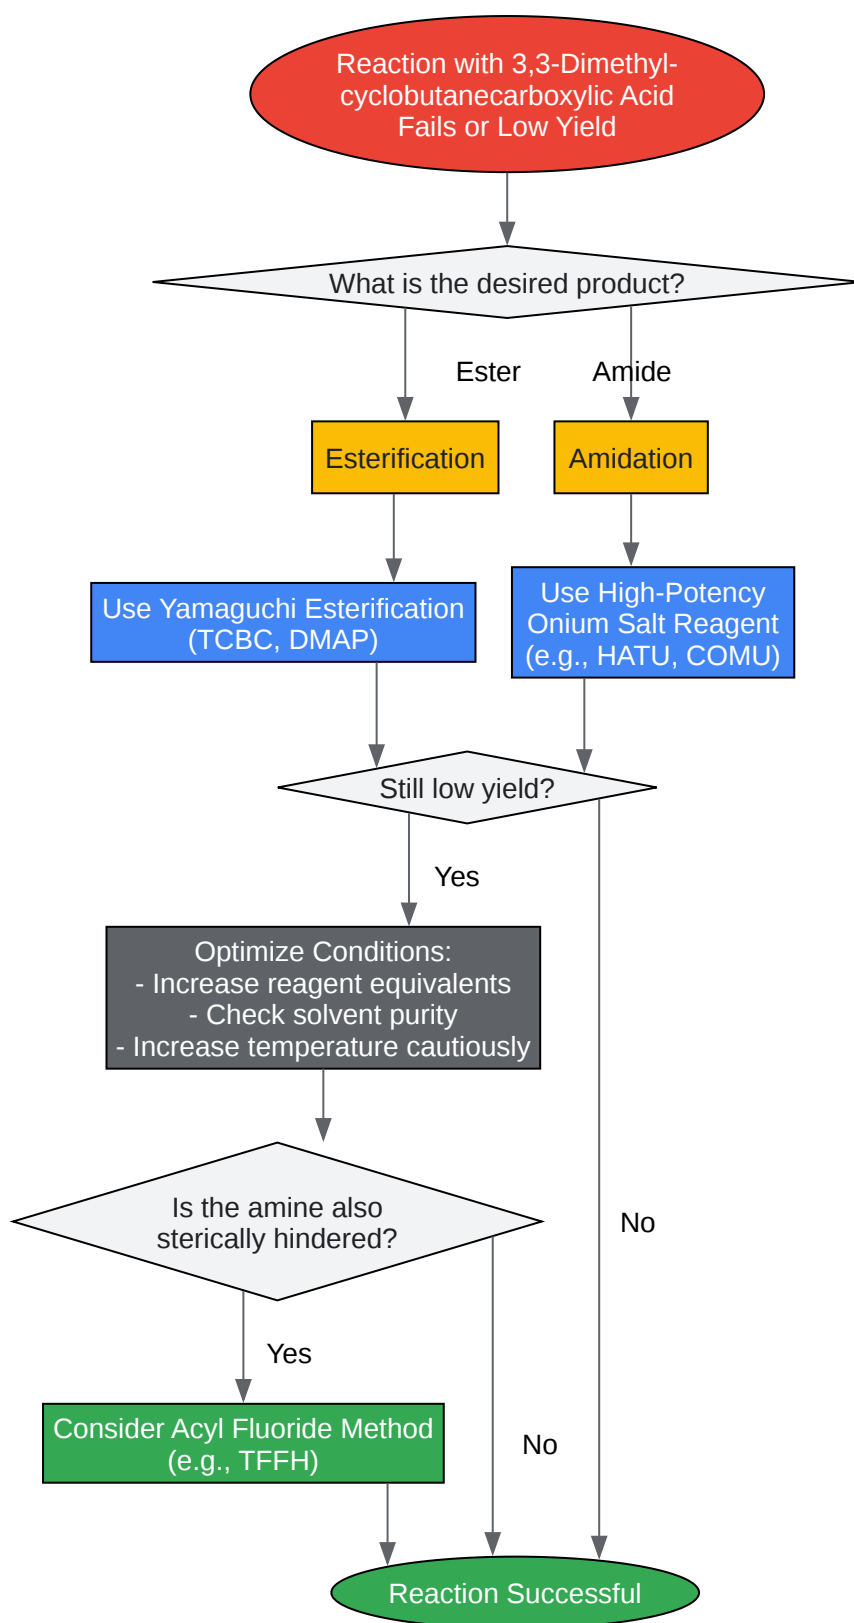 Reaction with 3,3-Dimethyl-
cyclobutanecarboxylic Acid
Fails or Low Yield
What is the desired product?
Ester
Amide
Esterification
Amidation
Use Yamaguchi Esterification
(TCBC, DMAP)
Use High-Potency
Onium Salt Reagent
(e.g., HATU, COMU)
Still low yield?
Yes
Optimize Conditions:
- Increase reagent equivalents
- Check solvent purity
- Increase temperature cautiously
Is the amine also
sterically hindered?
No
Yes
Consider Acyl Fluoride Method
(e.g., TFFH)
No
Reaction Successful